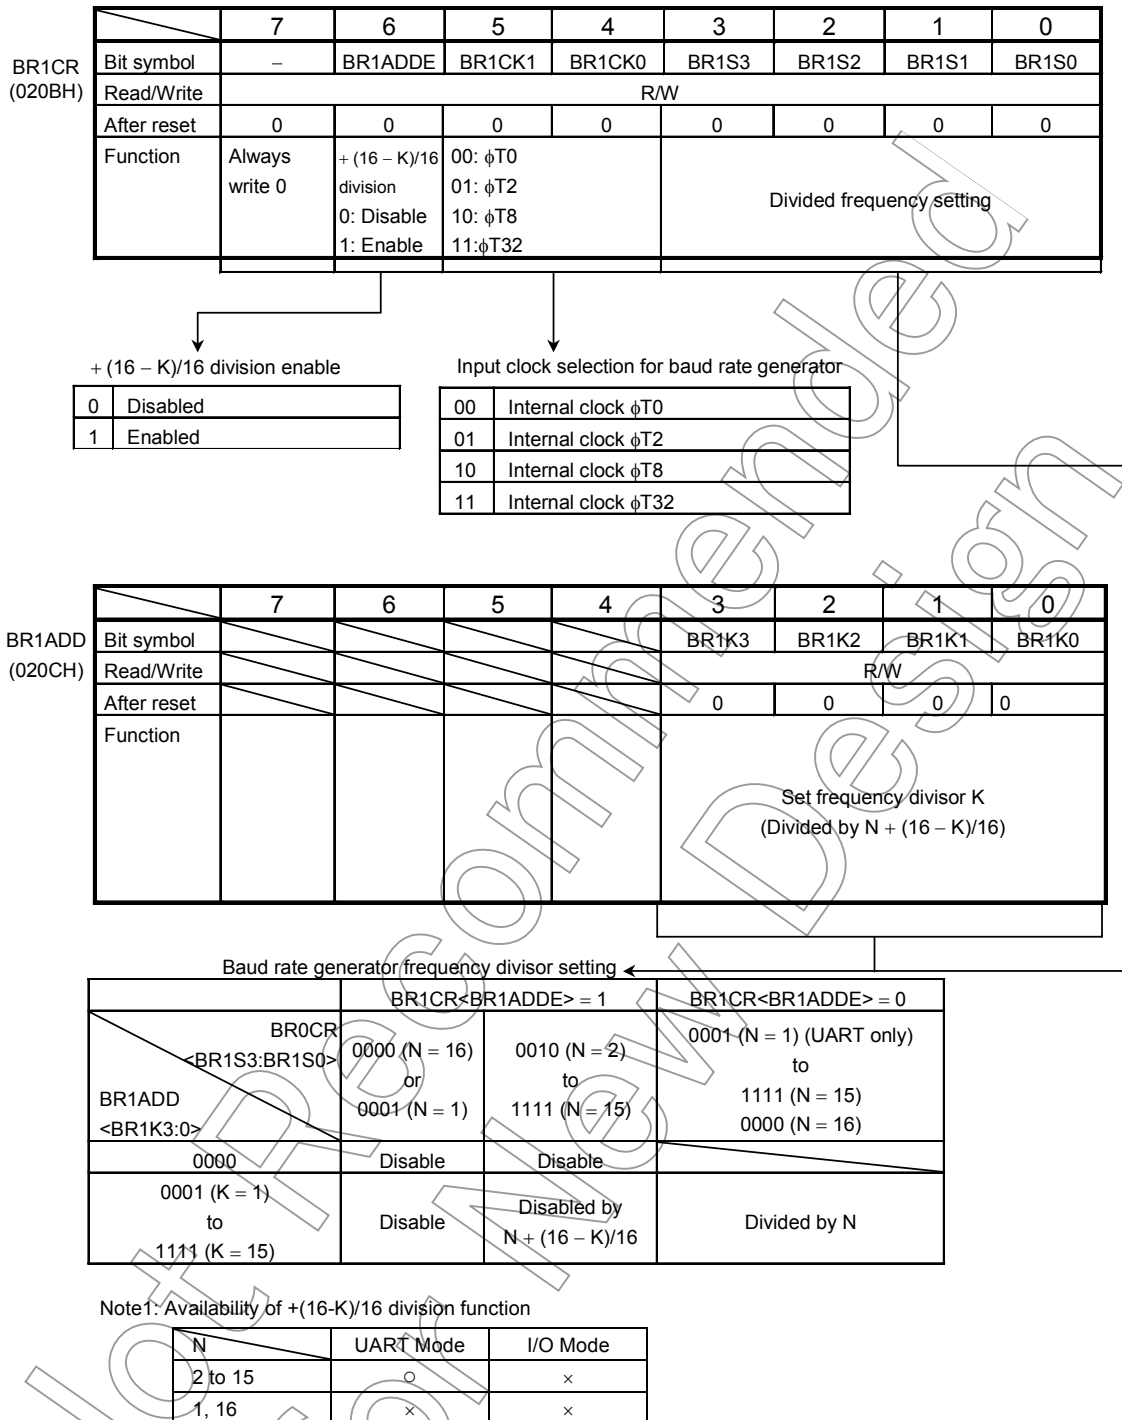 7 6 5 4 3 2 1 0
BR1CR
(020BH)
Bit symbol – BR1ADDE BR1CK1 BR1CK0 BR1S3 BR1S2 BR1S1 BR1S0
Read/Write R/W
After reset 0 0 0 0 0 0 0 0
Function Always + (16 – K)/16 00: ϕT0
write 0 division 01: ϕT2 Divided frequency setting
0: Disable 10: ϕT8
1: Enable 11:ϕT32
+ (16 – K)/16 division enable
0 Disabled
1 Enabled
Input clock selection for baud rate generator
00 Internal clock ϕT0
01 Internal clock ϕT2
10 Internal clock ϕT8
11 Internal clock ϕT32
7 6 5 4 3 2 1 0
BR1ADD
(020CH)
Bit symbol BR1K3 BR1K2 BR1K1 BR1K0
Read/Write R/W
After reset 0 0 0 0
Function
Set frequency divisor K
(Divided by N + (16 – K)/16)
Baud rate generator frequency divisor setting
BR1CR<BR1ADDE> = 1 BR1CR<BR1ADDE> = 0
BR0CR
<BR1S3:BR1S0>
BR1ADD
<BR1K3:0>
0000 (N = 16)
or
0001 (N = 1)
0010 (N = 2)
to
1111 (N = 15)
0001 (N = 1) (UART only)
to
1111 (N = 15)
0000 (N = 16)
0000 Disable Disable
0001 (K = 1)
to
1111 (K = 15)
Disable
Disabled by
N + (16 – K)/16
Divided by N
Note1: Availability of +(16-K)/16 division function
N UART Mode I/O Mode
2 to 15 ○ ×
1, 16 × ×
Not Recommended
for New Design